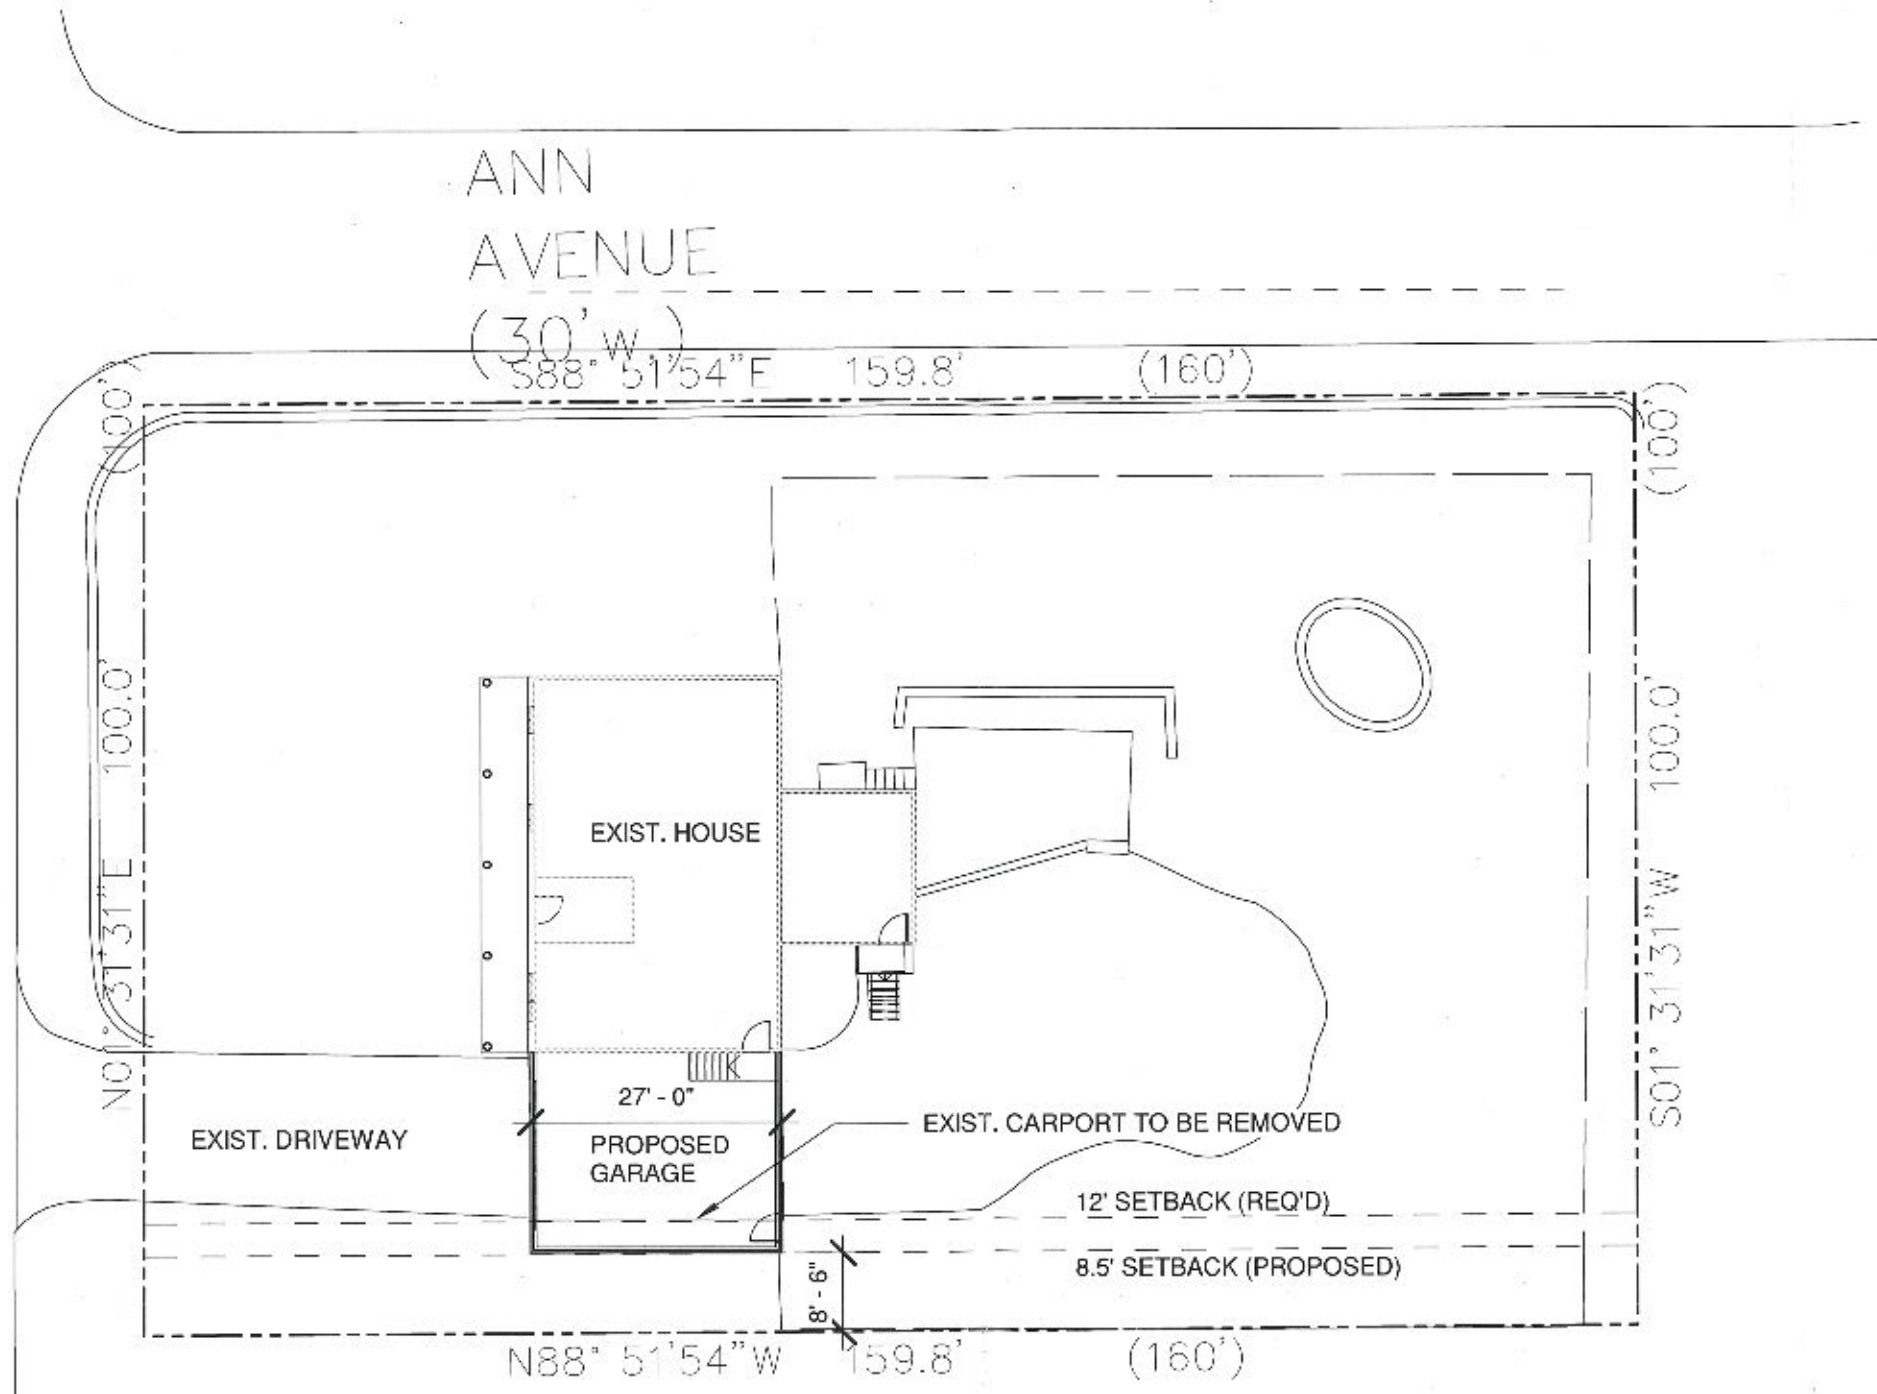 ANN
AVENUE
(30' w )
S88° 51'54"E 159.8' (160')
(100')
(100')
N01° 31'31"E 100.0'
S01° 31'31"W 100.0'
EXIST. HOUSE
27' - 0"
EXIST. DRIVEWAY
PROPOSED
GARAGE
EXIST. CARPORT TO BE REMOVED
12' SETBACK (REQ'D)
8.5' SETBACK (PROPOSED)
8' - 6"
N88° 51'54"W 159.8' (160')